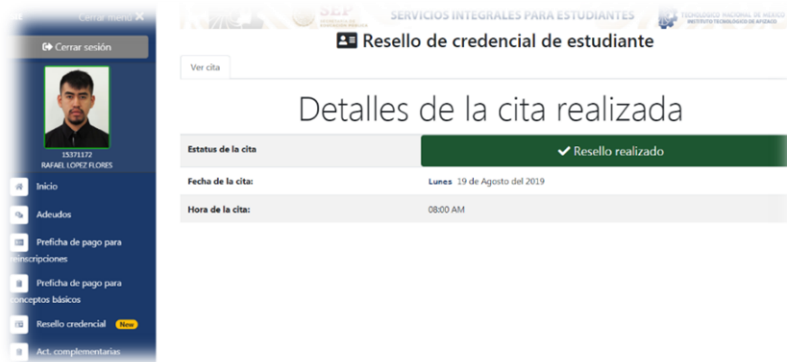 Cerrar menú ✕
Cerrar sesión
15371172
RAFAEL LOPEZ FLORES
Inicio
Adeudos
Preficha de pago para
reinscripciones
Preficha de pago para
conceptos básicos
Resello credencial New
Act. complementarias
SEP
SERVICIOS INTEGRALES PARA ESTUDIANTES
TECNOLÓGICO NACIONAL DE MÉXICO
INSTITUTO TECNOLÓGICO DE APIZACO
Resello de credencial de estudiante
Ver cita
Detalles de la cita realizada
Estatus de la cita ✔ Resello realizado
Fecha de la cita: Lunes 19 de Agosto del 2019
Hora de la cita: 08:00 AM